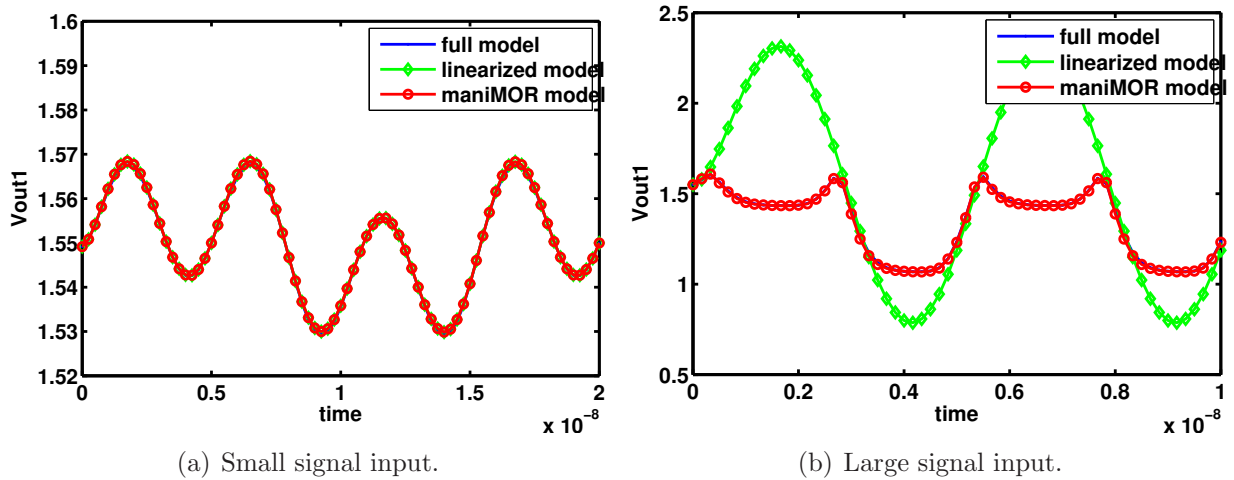 1.6
1.59
1.58
1.57
1.56
1.55
1.54
1.53
1.52
Vout1
full model
linearized model
maniMOR model
0
0.5
1
1.5
2
time
x 10⁻⁸
(a) Small signal input.
2.5
2
1.5
1
0.5
Vout1
full model
linearized model
maniMOR model
0
0.2
0.4
0.6
0.8
1
time
x 10⁻⁸
(b) Large signal input.